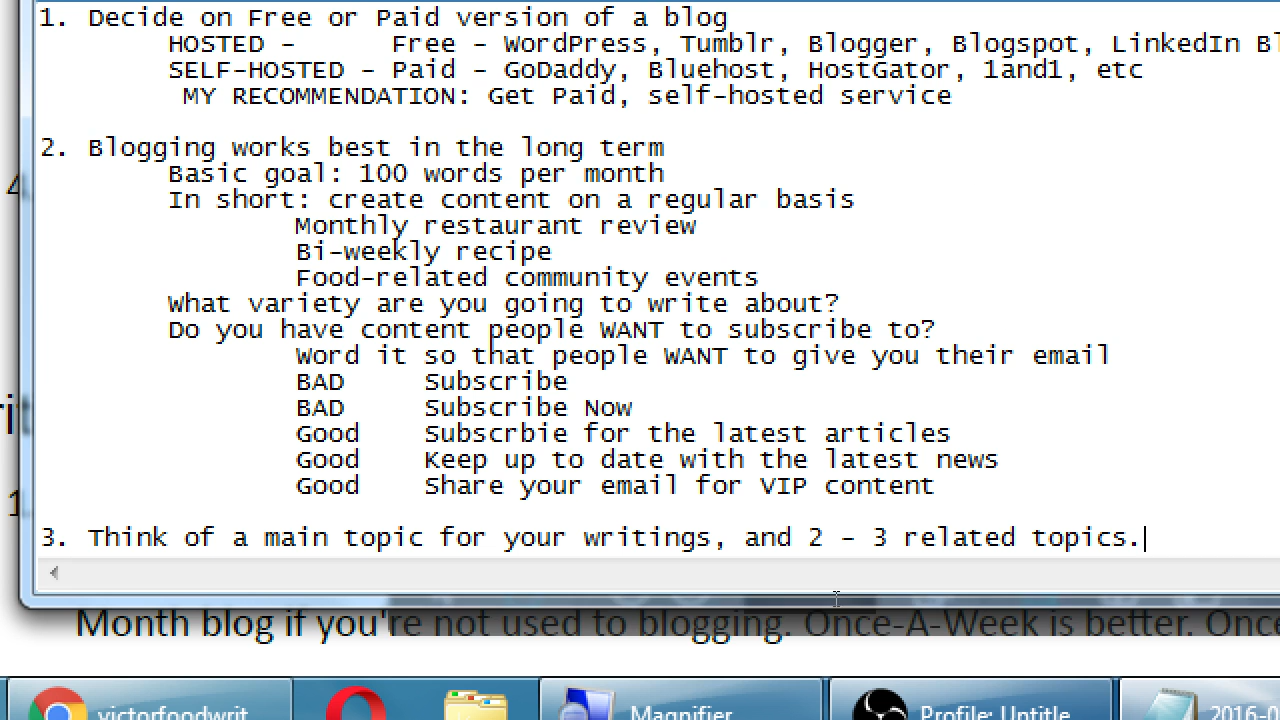 1. Decide on Free or Paid version of a blog
HOSTED - Free - WordPress, Tumblr, Blogger, Blogspot, LinkedIn
SELF-HOSTED - Paid - GoDaddy, Bluehost, HostGator, 1and1, etc
MY RECOMMENDATION: Get Paid, self-hosted service
2. Blogging works best in the long term
Basic goal: 100 words per month
In short: create content on a regular basis
Monthly restaurant review
Bi-weekly recipe
Food-related community events
What variety are you going to write about?
Do you have content people WANT to subscribe to?
Word it so that people WANT to give you their email
BAD Subscribe
BAD Subscribe Now
Good Subscrbie for the latest articles
Good Keep up to date with the latest news
Good Share your email for VIP content
3. Think of a main topic for your writings, and 2 - 3 related topics.
Month blog if you're not used to blogging. Once-A-Week is better.
victorfoodwrit...
Magnifier
Profile: Untitle...